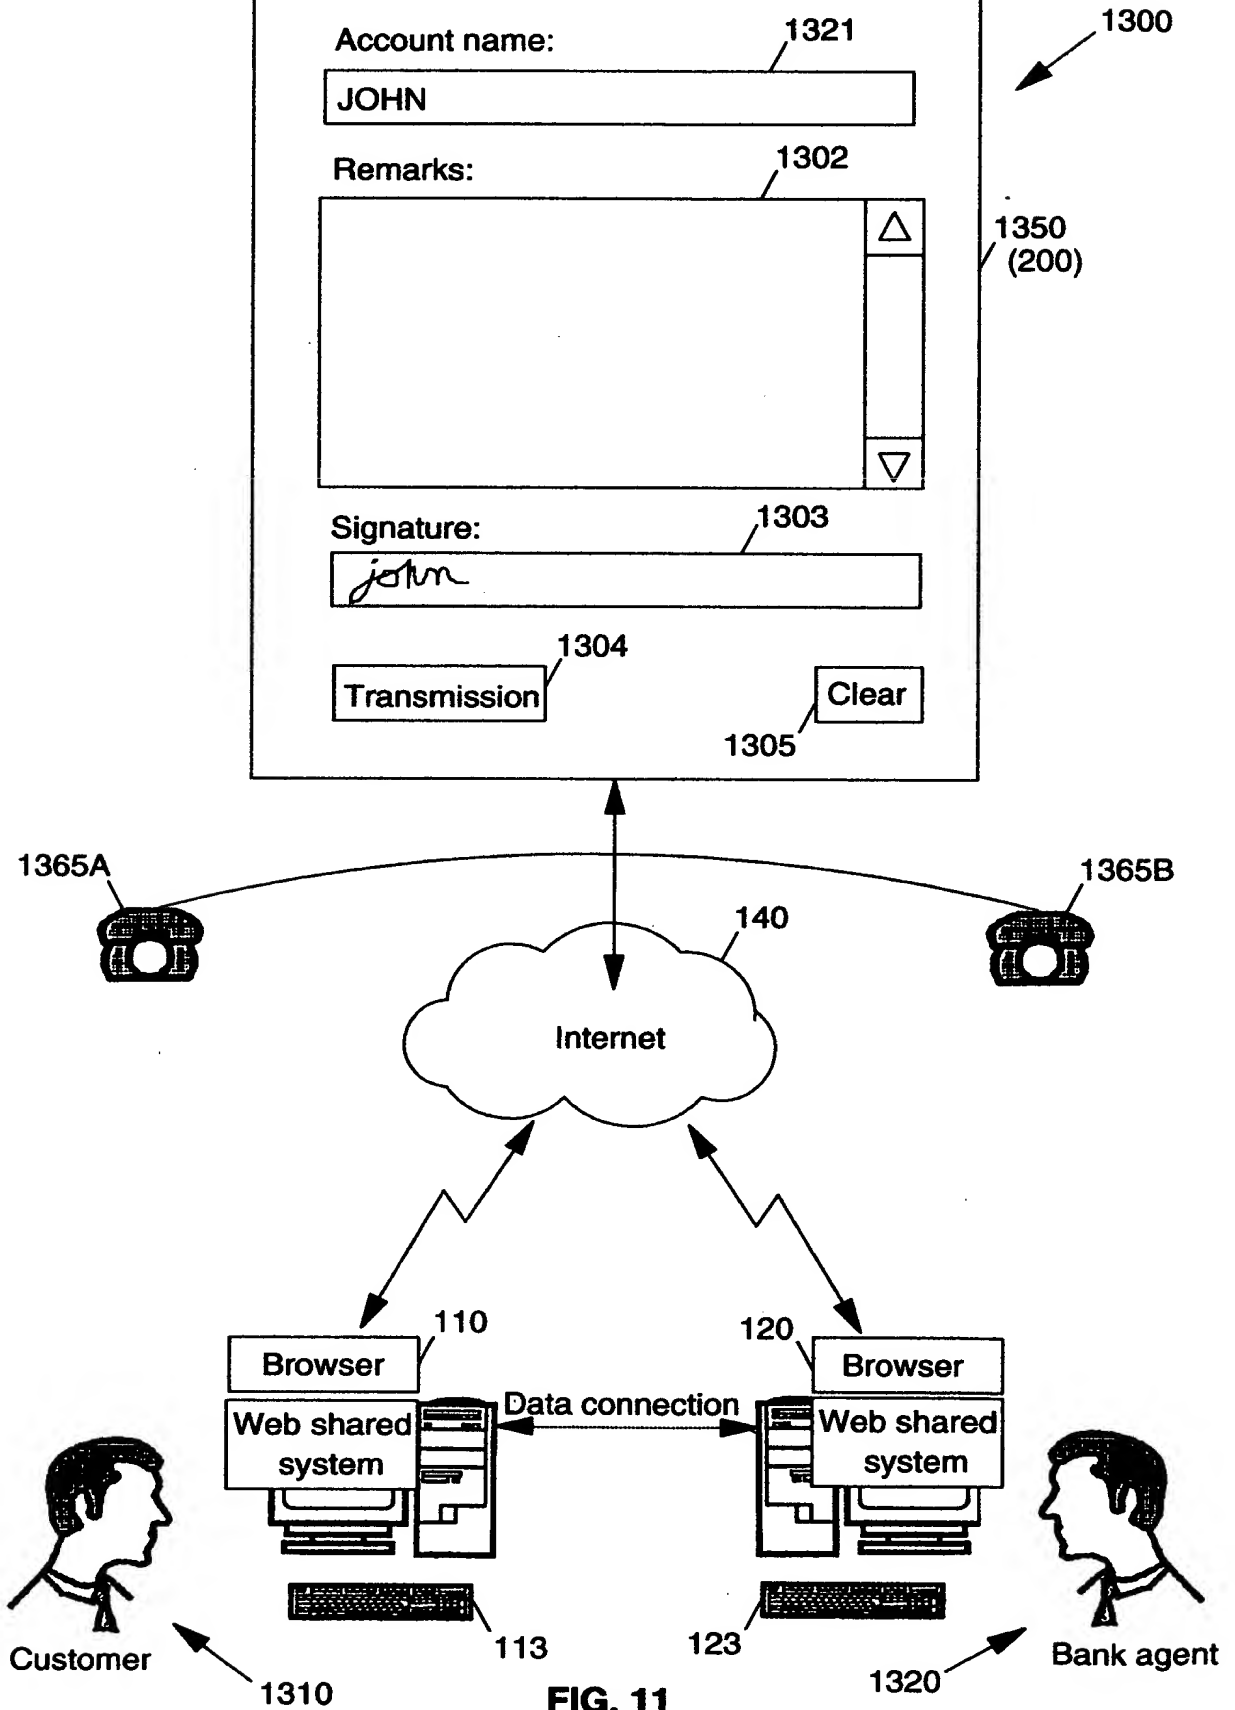 Account name:
1321
1300
JOHN
Remarks:
1302
1350
(200)
Signature:
1303
john
1304
Transmission
Clear
1305
1365A
1365B
140
Internet
110
120
Browser
Browser
Data connection
Web shared
system
Web shared
system
113
123
Customer
1310
1320
Bank agent
FIG. 11